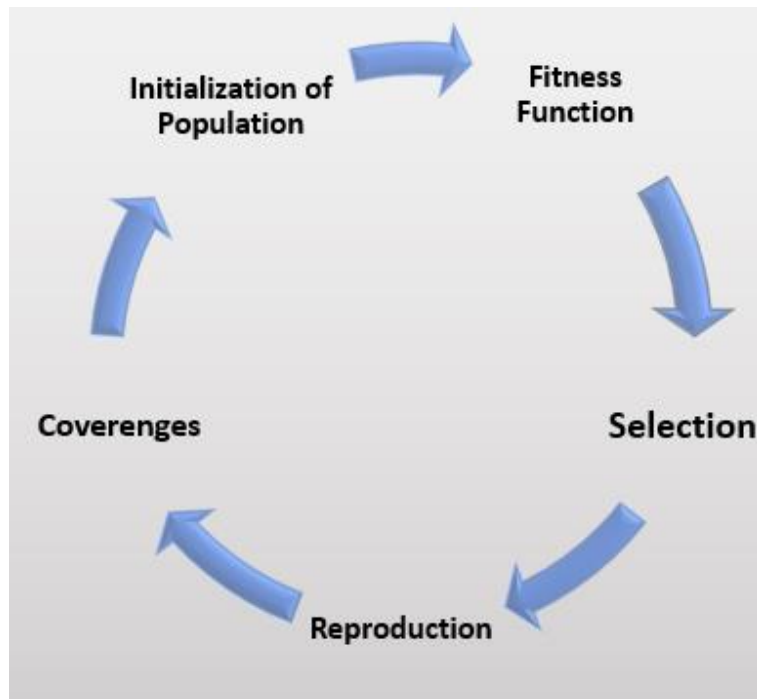 Initialization of
Population
Fitness
Function
Selection
Reproduction
Coverenges